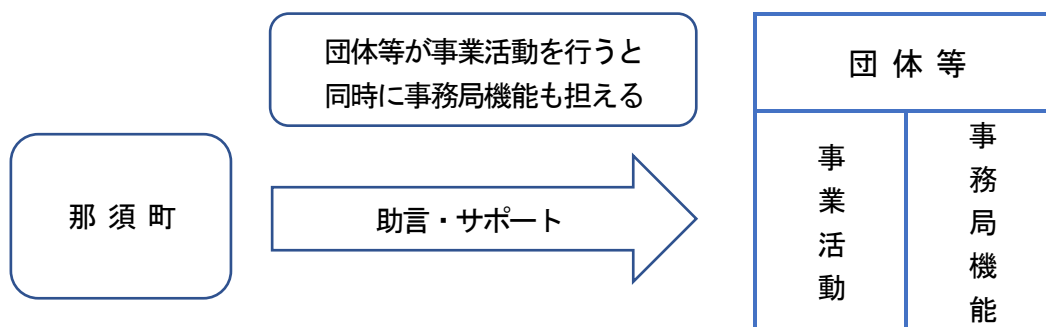 団体等が事業活動を行うと
同時に事務局機能も担える
那須町
助言・サポート
団体等
事業活動
事務局機能